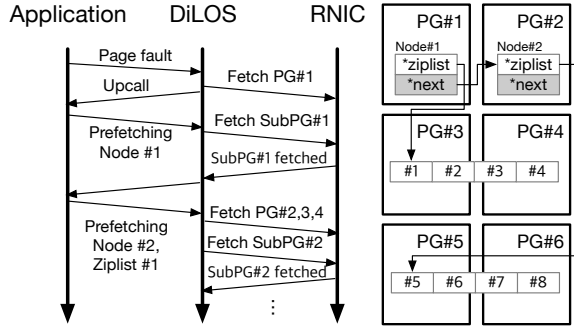 Application DiLOS RNIC
Page fault
Upcall
Fetch PG#1
Prefetching
Node #1
Fetch SubPG#1
SubPG#1 fetched
Prefetching
Node #2,
Ziplist #1
Fetch PG#2,3,4
Fetch SubPG#2
SubPG#2 fetched
...
PG#1 PG#2
Node#1 Node#2
*ziplist *ziplist
*next *next
PG#3 PG#4
#1 #2 #3 #4
PG#5 PG#6
#5 #6 #7 #8